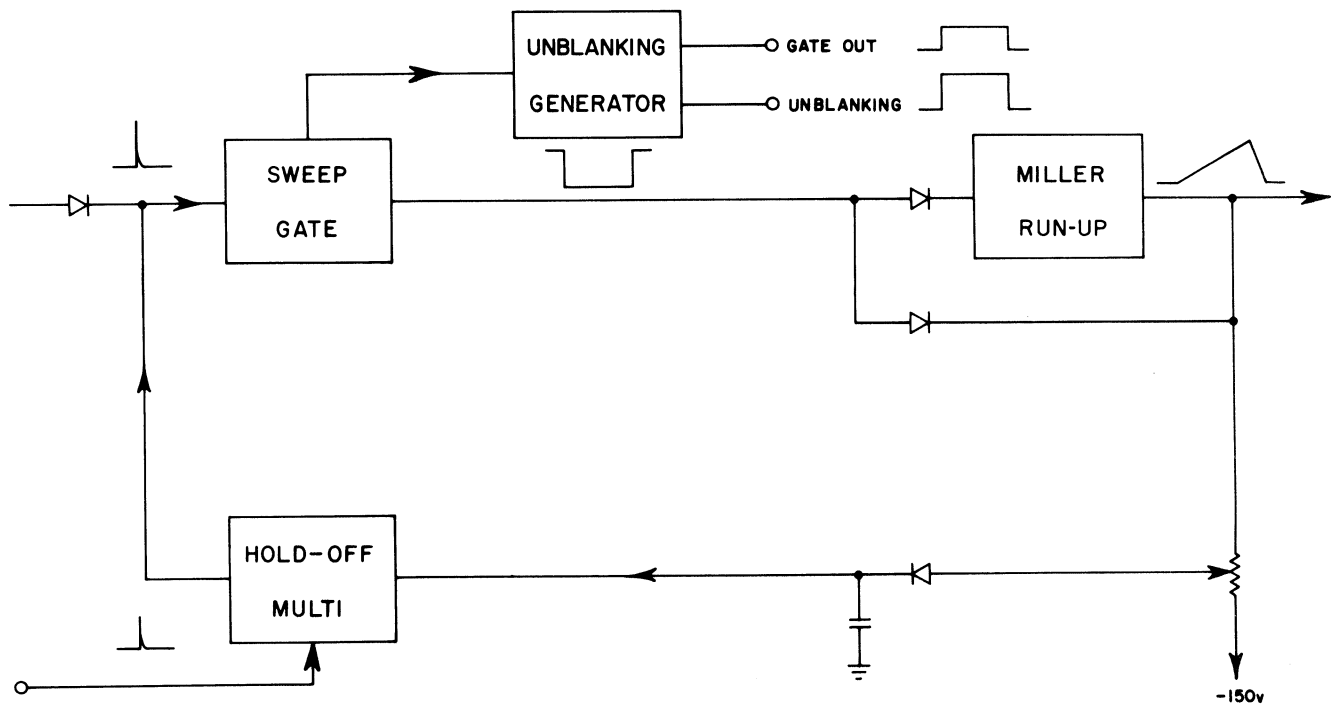 UNBLANKING
GENERATOR
GATE OUT
UNBLANKING
SWEEP
GATE
MILLER
RUN-UP
HOLD-OFF
MULTI
-150v